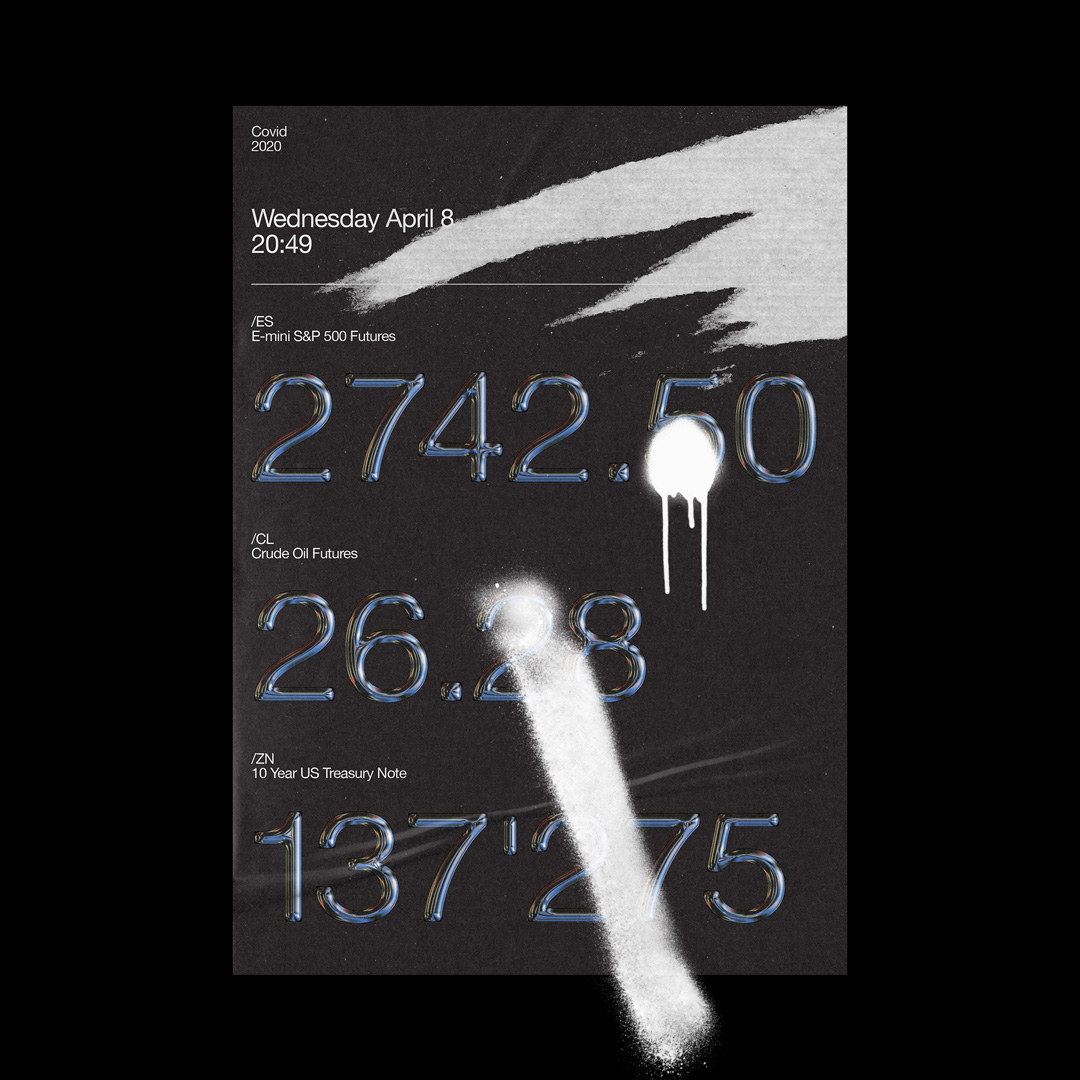 Covid
2020
Wednesday April 8
20:49
/ES
E-mini S&P 500 Futures
2742.50
/CL
Crude Oil Futures
26.28
/ZN
10 Year US Treasury Note
137'275